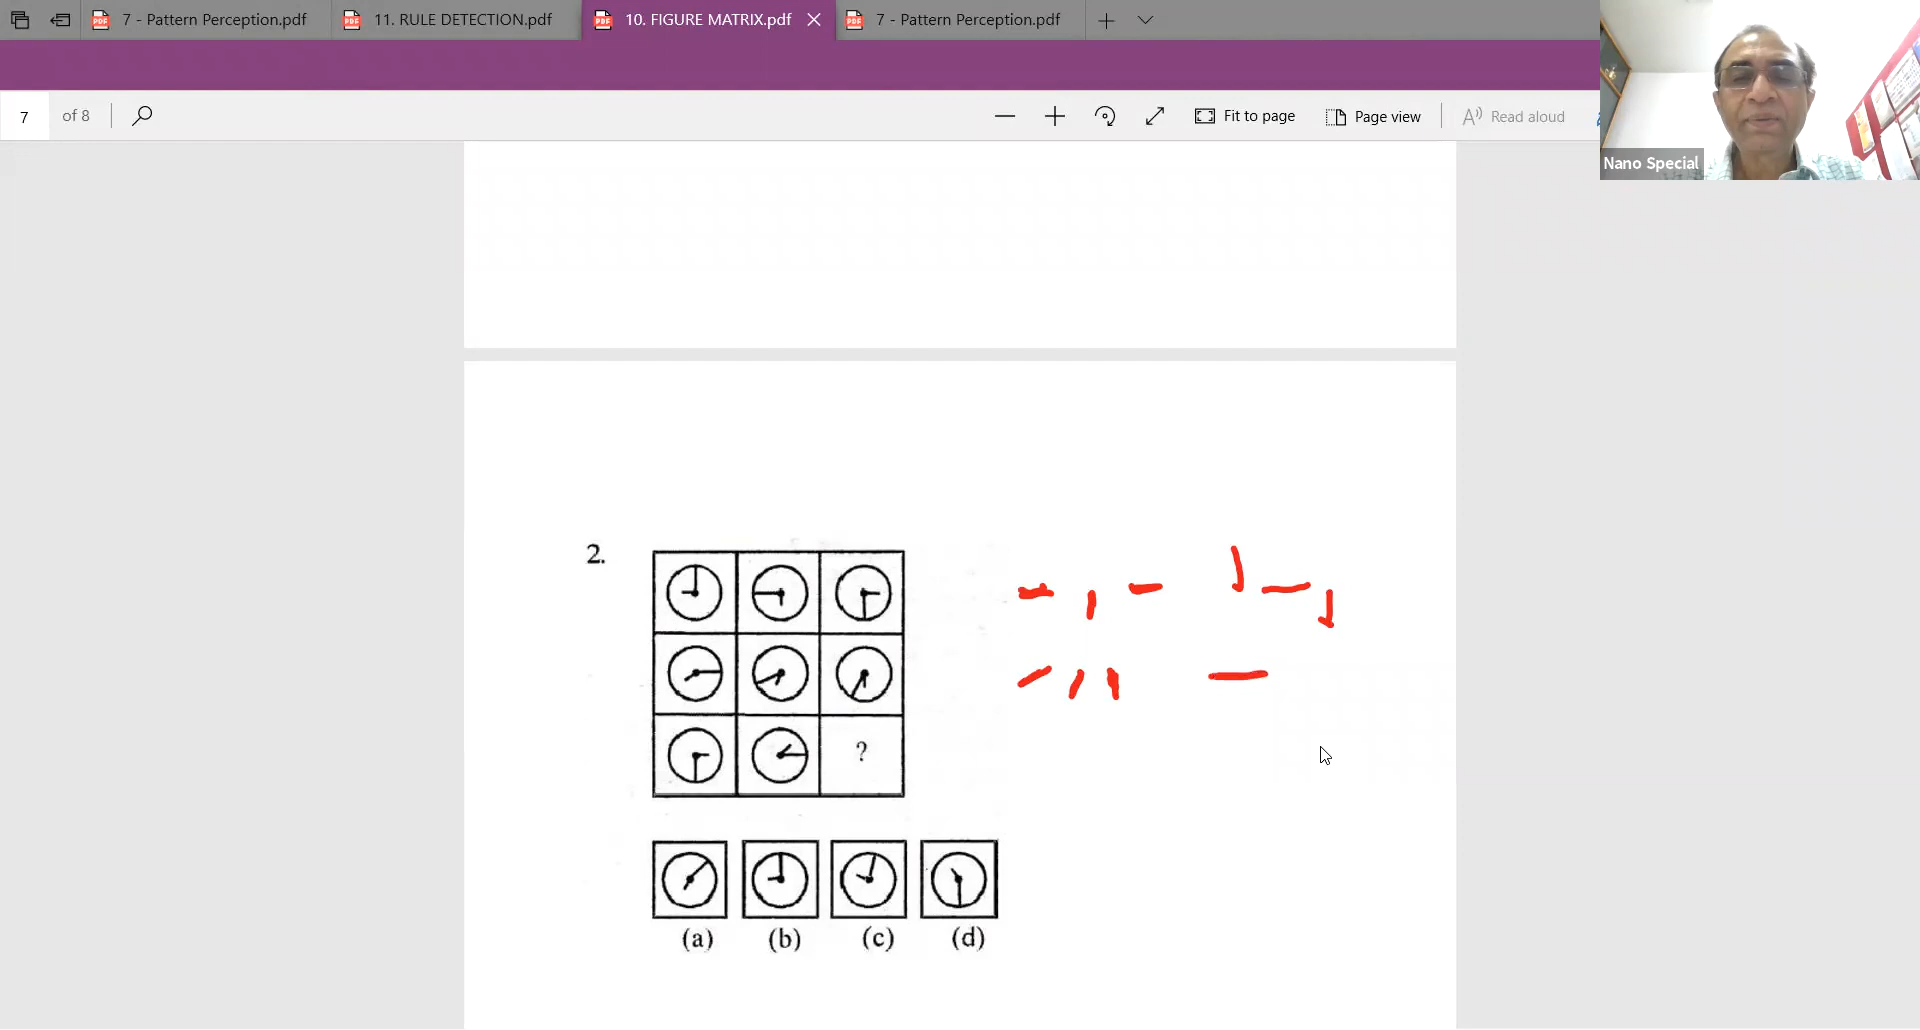 7 - Pattern Perception.pdf 11. RULE DETECTION.pdf 10. FIGURE MATRIX.pdf 7 - Pattern Perception.pdf
7 of 8 Fit to page Page view Read aloud
Nano Special
2.
?
(a) (b) (c) (d)